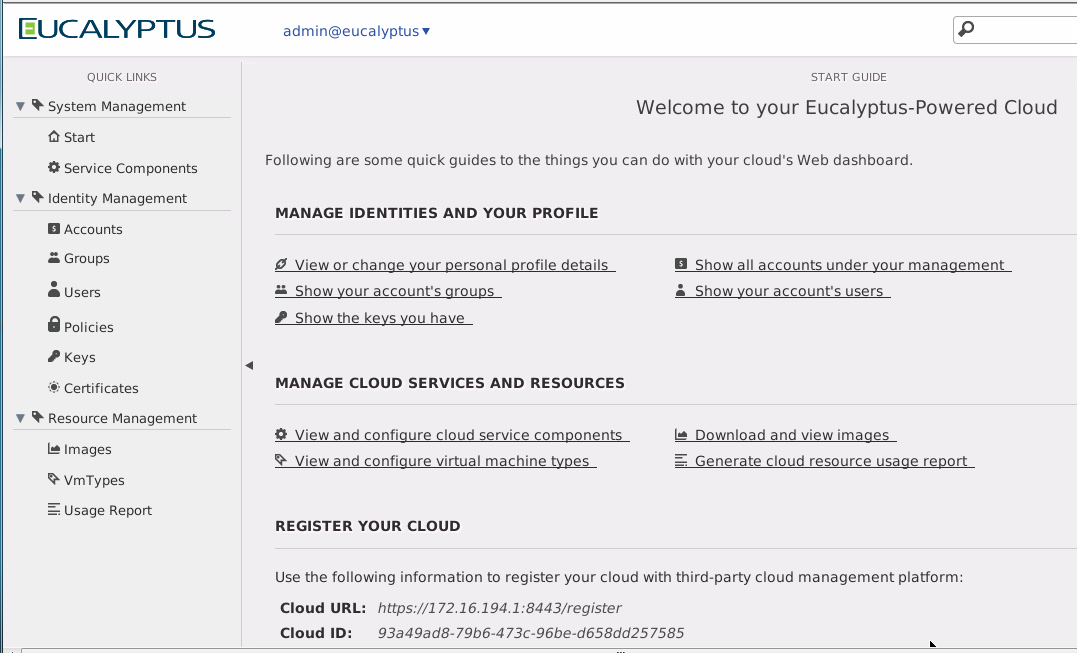 EUCALYPTUS
admin@eucalyptus
QUICK LINKS
System Management
Start
Service Components
Identity Management
Accounts
Groups
Users
Policies
Keys
Certificates
Resource Management
Images
VmTypes
Usage Report
START GUIDE
Welcome to your Eucalyptus-Powered Cloud
Following are some quick guides to the things you can do with your cloud's Web dashboard.
MANAGE IDENTITIES AND YOUR PROFILE
View or change your personal profile details
Show all accounts under your management
Show your account's groups
Show your account's users
Show the keys you have
MANAGE CLOUD SERVICES AND RESOURCES
View and configure cloud service components
Download and view images
View and configure virtual machine types
Generate cloud resource usage report
REGISTER YOUR CLOUD
Use the following information to register your cloud with third-party cloud management platform:
Cloud URL: https://172.16.194.1:8443/register
Cloud ID: 93a49ad8-79b6-473c-96be-d658dd257585